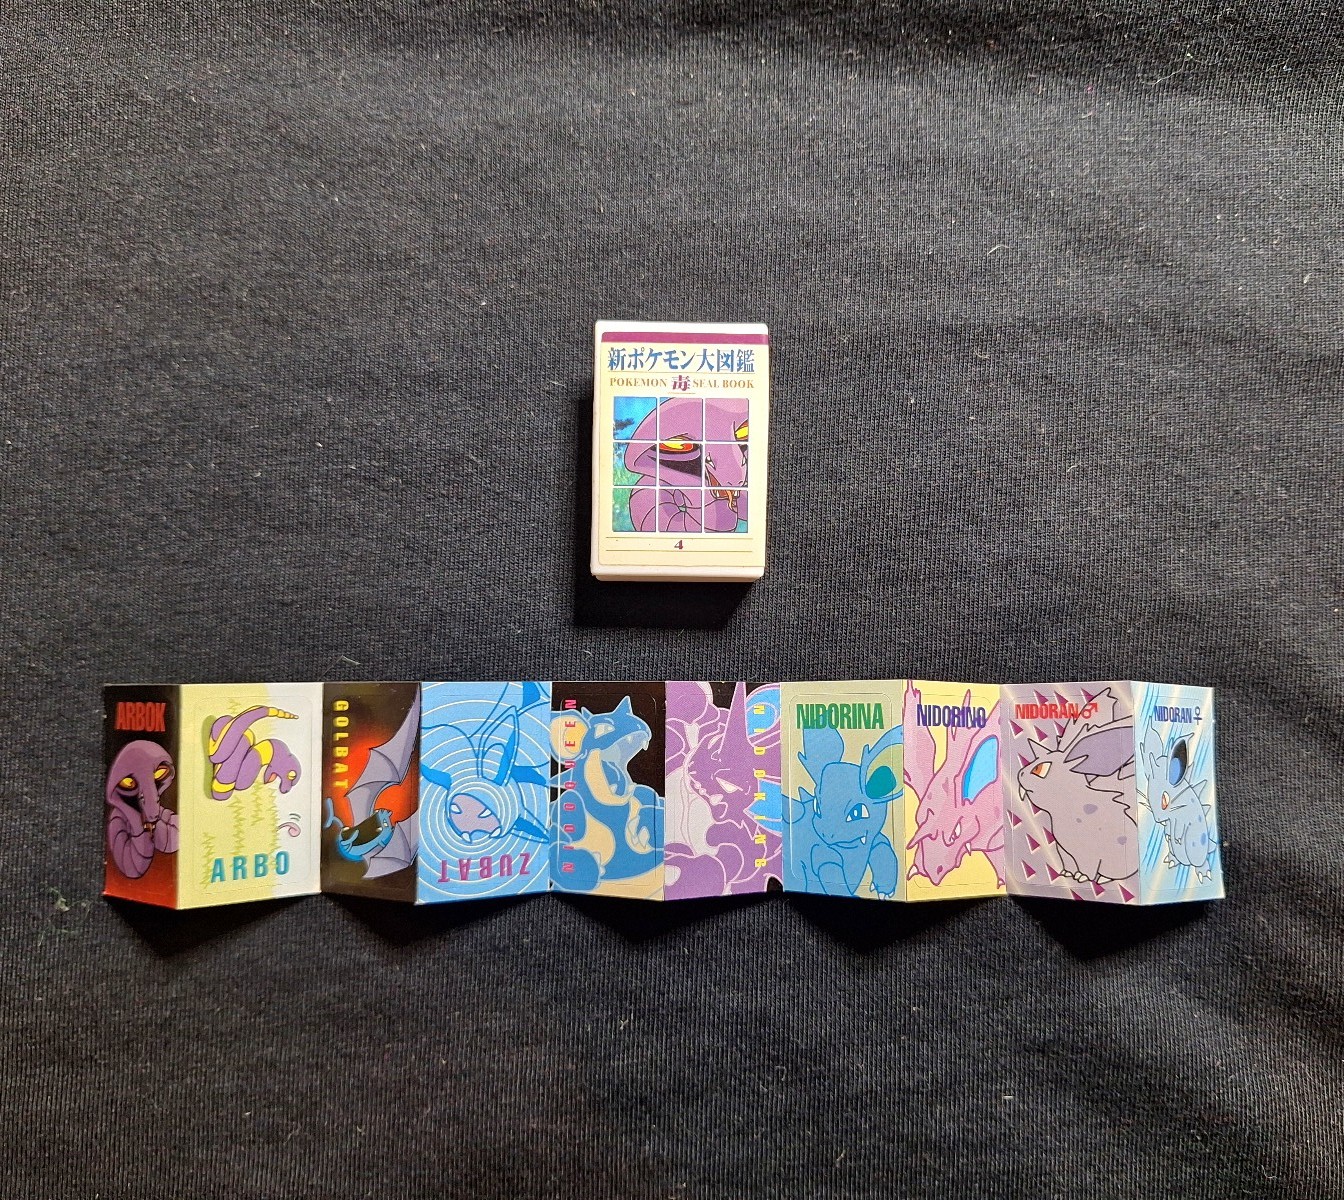 新ポケモン大図鑑
POKEMON 毒 SEAL BOOK
4
ARBOK
ARBO
GOLBAT
ZUBAT
NIDOQUEEN
NIDOKING
NIDORINA
NIDORINO
NIDORAN♂
NIDORAN♀